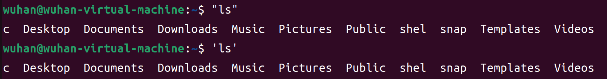 wuhan@wuhan-virtual-machine:~$ "ls"
c  Desktop  Documents  Downloads  Music  Pictures  Public  shel  snap  Templates  Videos
wuhan@wuhan-virtual-machine:~$ 'ls'
c  Desktop  Documents  Downloads  Music  Pictures  Public  shel  snap  Templates  Videos